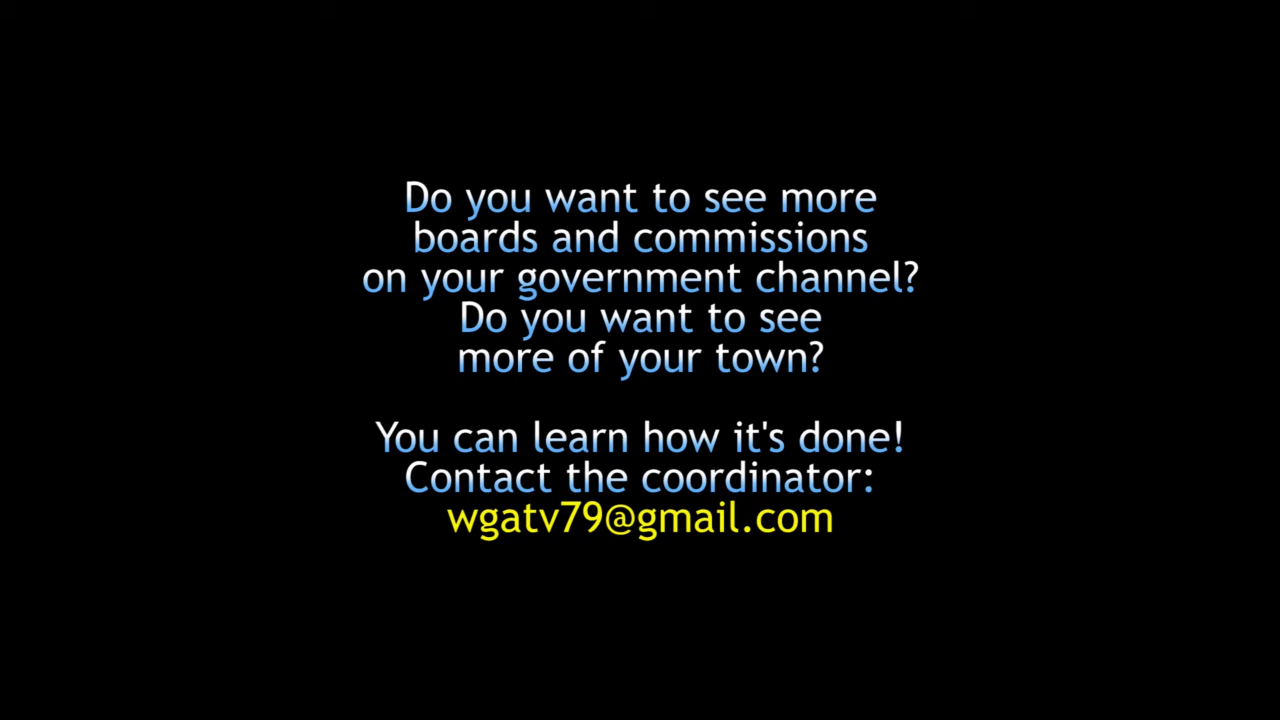 Do you want to see more
boards and commissions
on your government channel?
Do you want to see
more of your town?
You can learn how it's done!
Contact the coordinator:
wgatv79@gmail.com